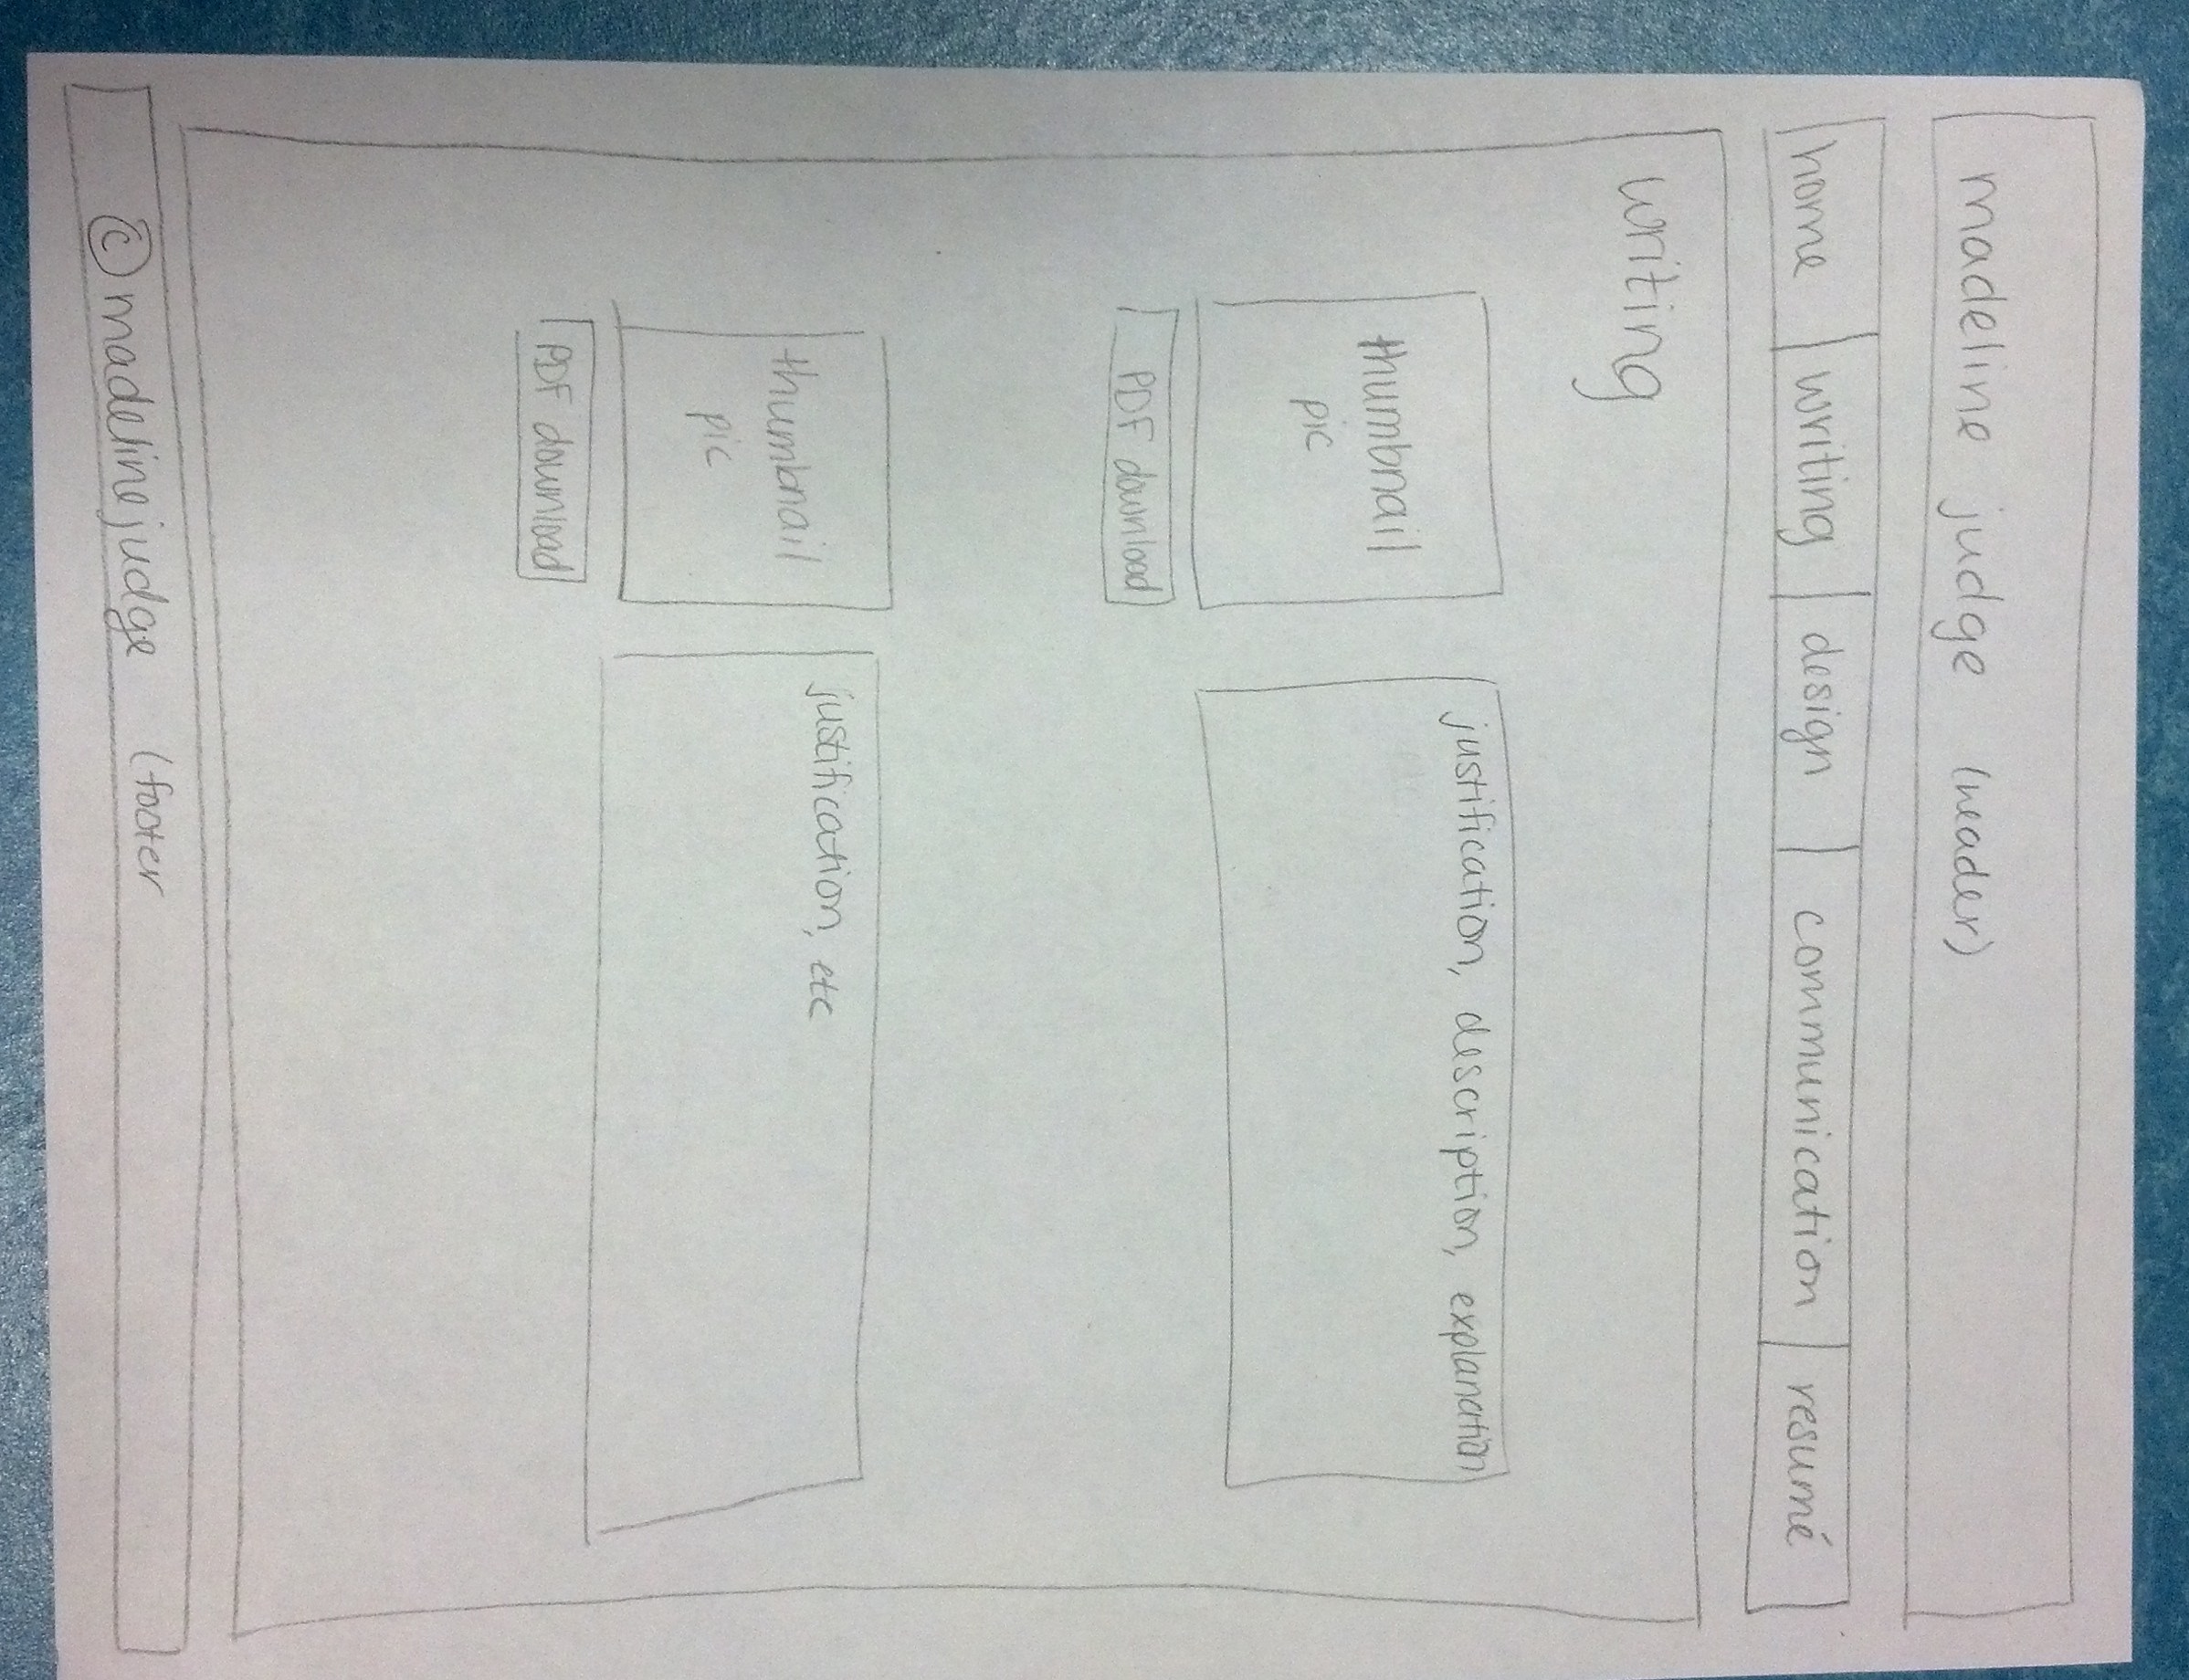 madeline judge (header)
home writing design communication resumé
writing
thumbnail
pic
justification, description, explanation
PDF download
thumbnail
pic
justification, etc
PDF download
©madelinejudge (footer